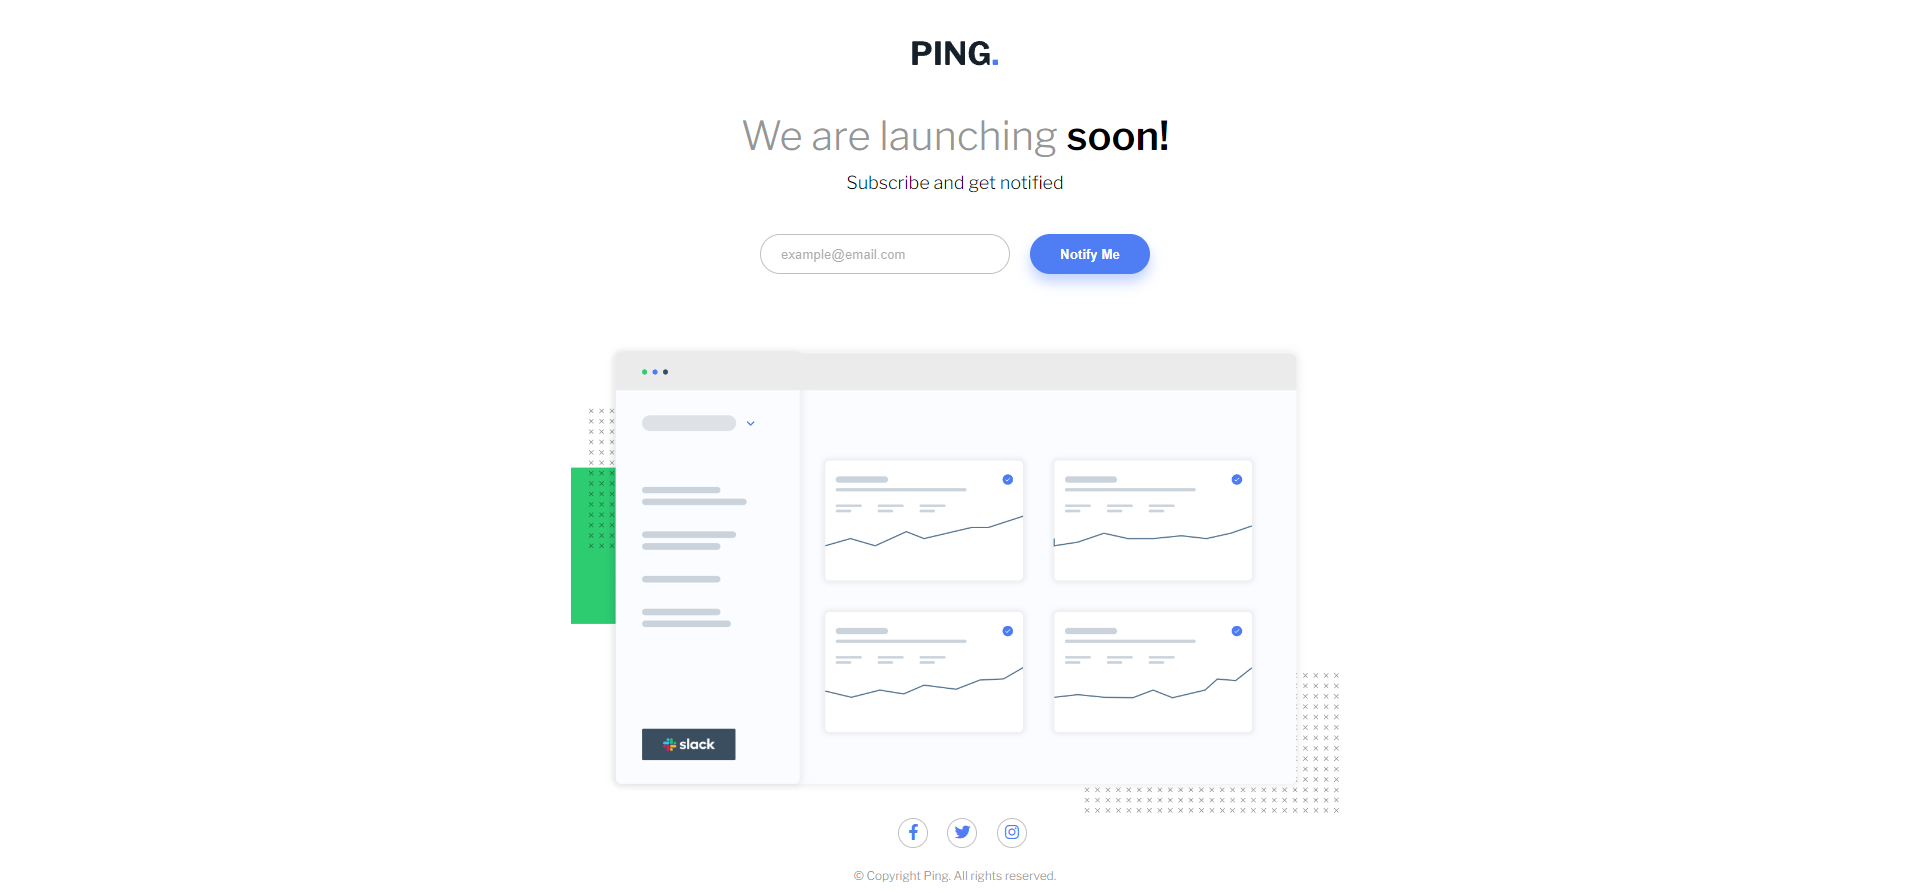 PING.
We are launching soon!
Subscribe and get notified
example@email.com
Notify Me
slack
© Copyright Ping. All rights reserved.